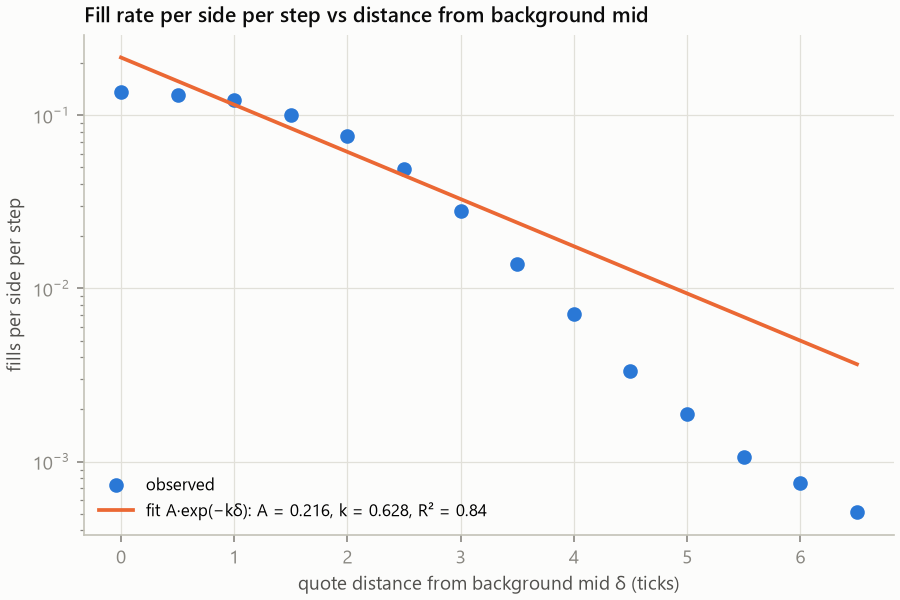 Fill rate per side per step vs distance from background mid
fills per side per step
10⁻¹
10⁻²
10⁻³
observed
fit A·exp(−kδ): A = 0.216, k = 0.628, R² = 0.84
0 1 2 3 4 5 6
quote distance from background mid δ (ticks)